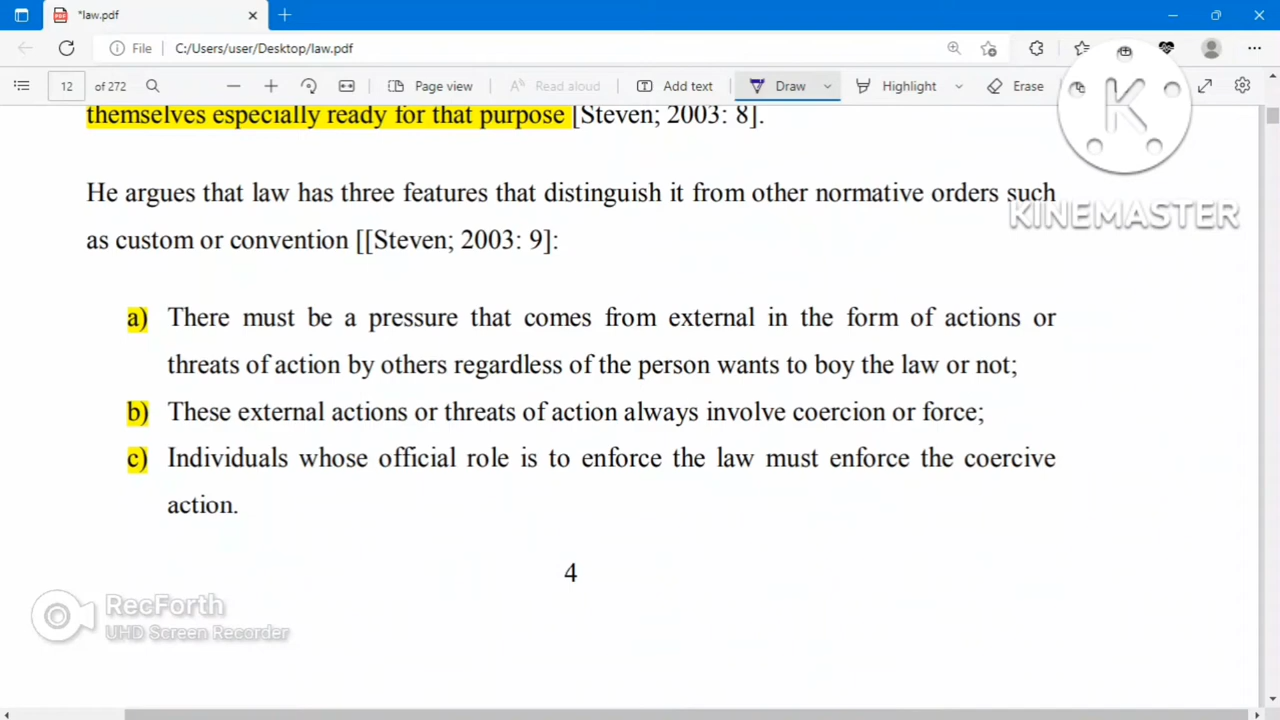 *law.pdf
File C:/Users/user/Desktop/law.pdf
12 of 272 Page view Read aloud Add text Draw Highlight Erase
themselves especially ready for that purpose [Steven; 2003: 8].
He argues that law has three features that distinguish it from other normative orders such
as custom or convention [[Steven; 2003: 9]:
KINEMASTER
a) There must be a pressure that comes from external in the form of actions or
threats of action by others regardless of the person wants to boy the law or not;
b) These external actions or threats of action always involve coercion or force;
c) Individuals whose official role is to enforce the law must enforce the coercive
action.
4
RecForth
UHD Screen Recorder